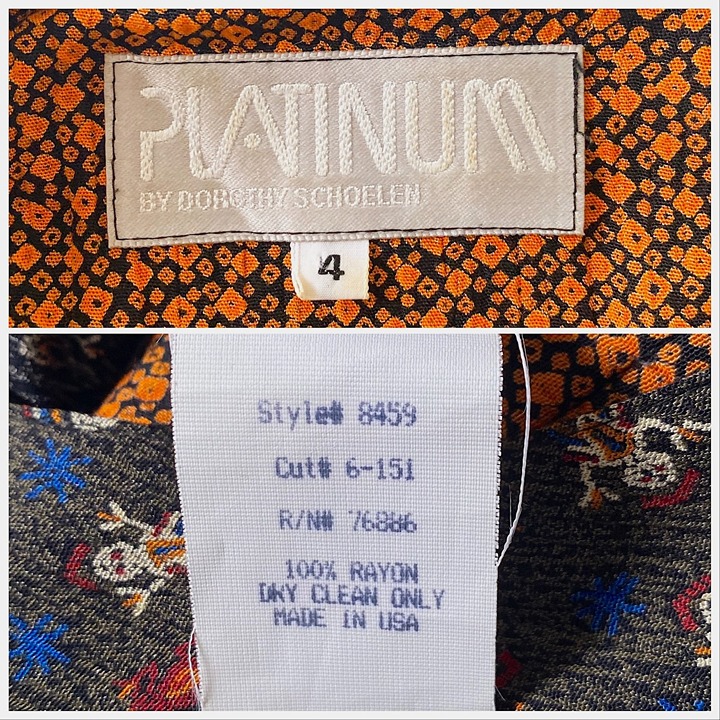 PLATINUM
BY DOROTHY SCHOELEN
4
Style# 8459
Cut# 6-151
R/N# 76886
100% RAYON
DRY CLEAN ONLY
MADE IN USA